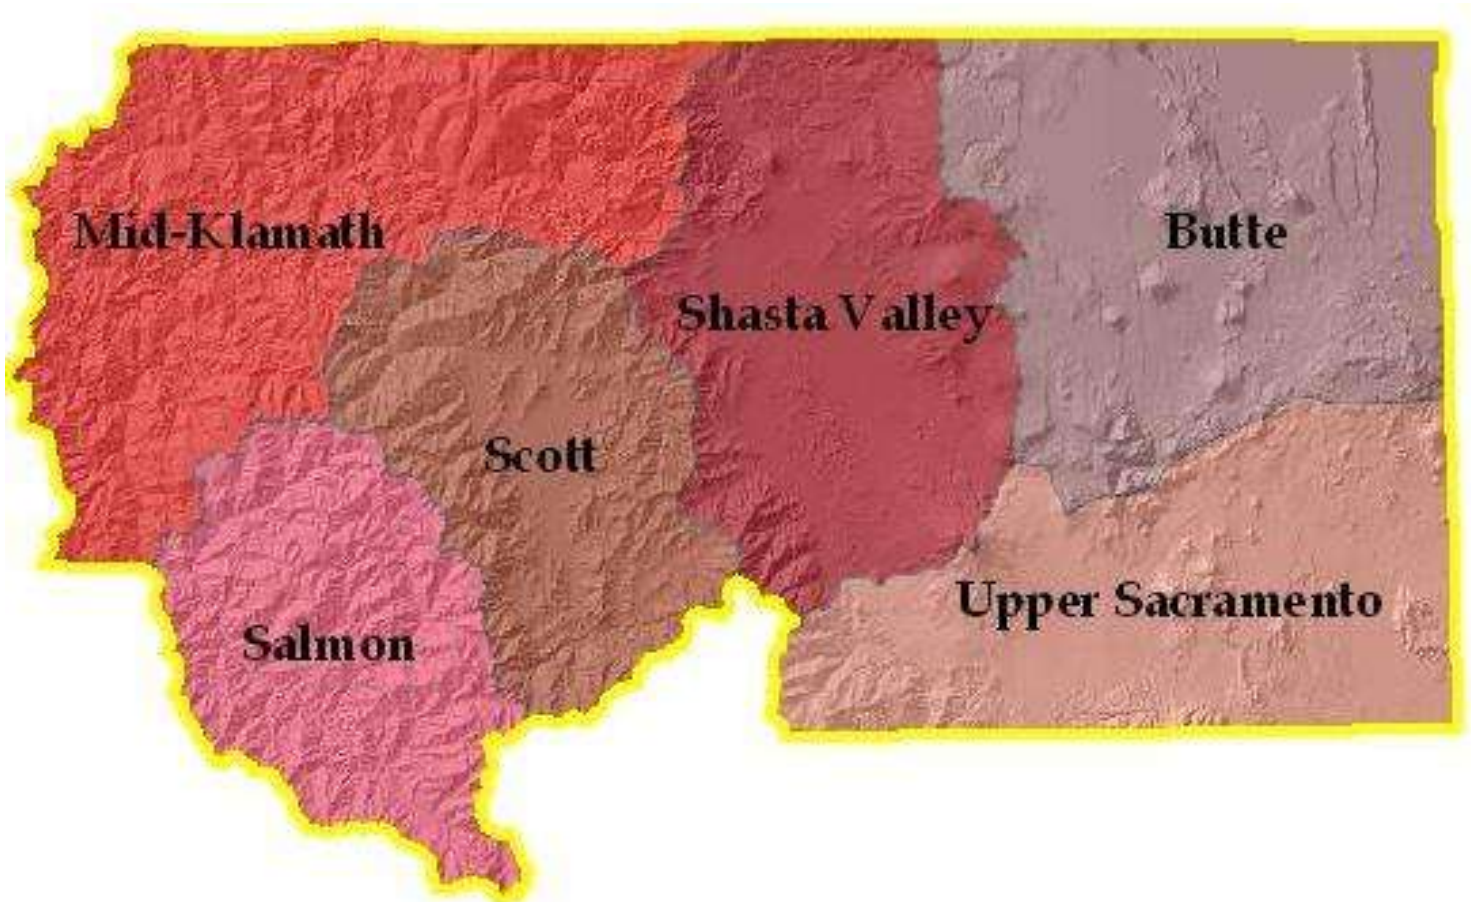 Mid-Klamath
Butte
Shasta Valley
Scott
Upper Sacramento
Salmon